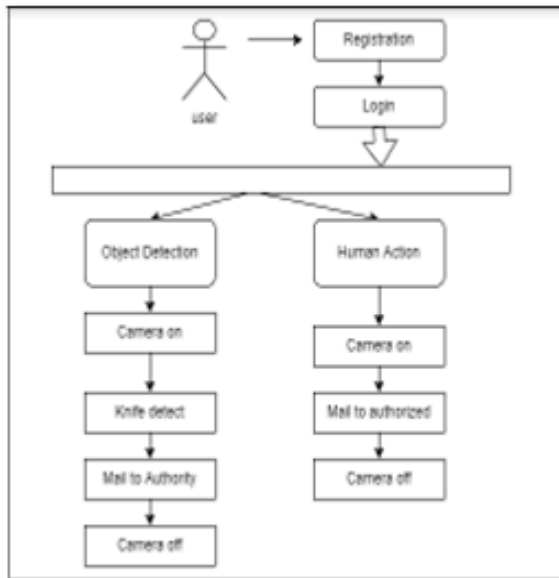 Registration
user
Login
Object Detection
Human Action
Camera on
Camera on
Knife detect
Mail to authorized
Mail to Authority
Camera off
Camera off